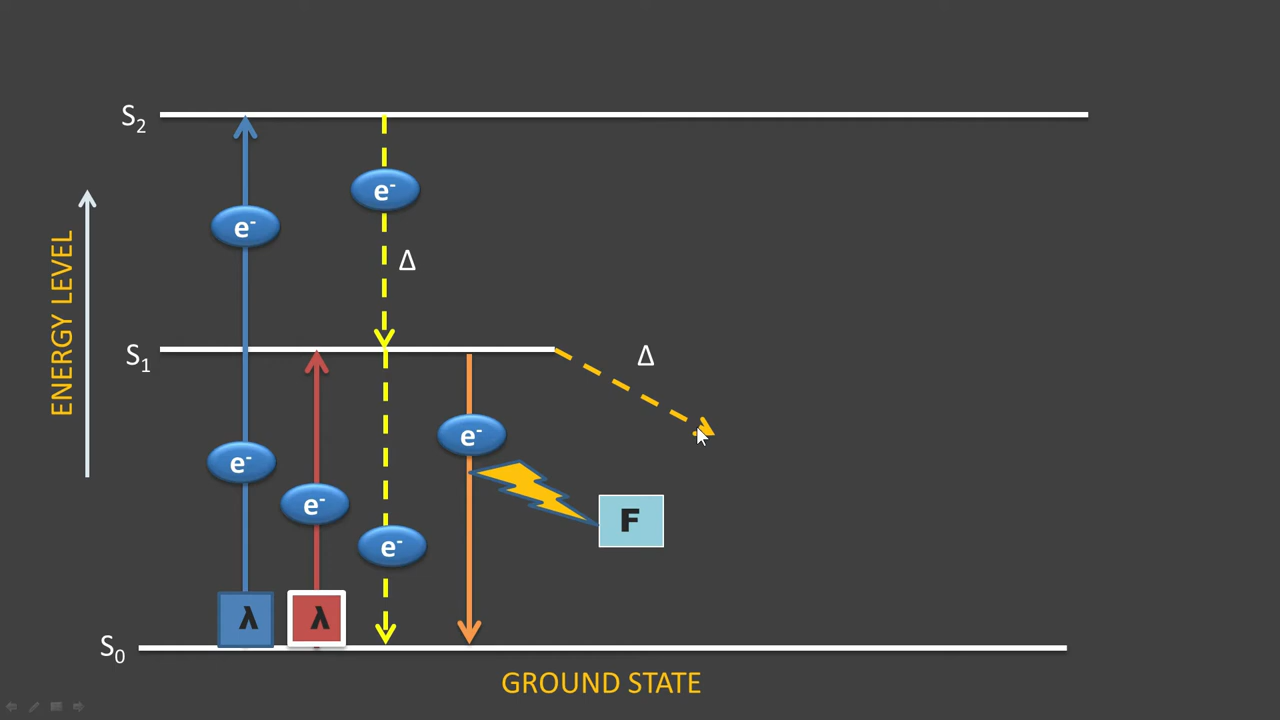 S2
e-
e-
Δ
ENERGY LEVEL
S1
Δ
e-
e-
e-
e-
F
λ
λ
S0
GROUND STATE